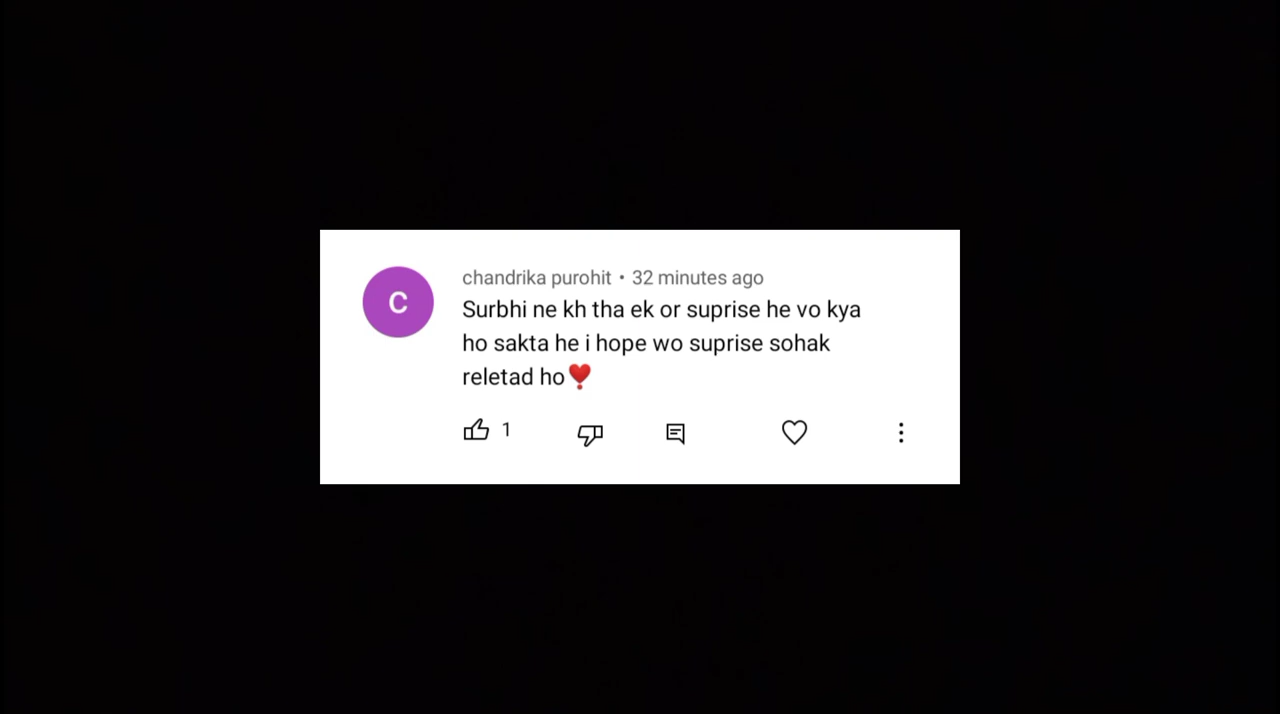 C
chandrika purohit • 32 minutes ago
Surbhi ne kh tha ek or suprise he vo kya
ho sakta he i hope wo suprise sohak
reletad ho❣️
1